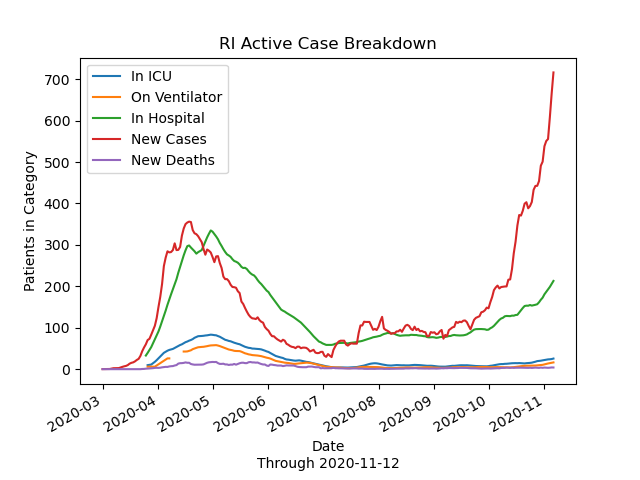 RI Active Case Breakdown
In ICU
On Ventilator
In Hospital
New Cases
New Deaths
Patients in Category
700
600
500
400
300
200
100
0
2020-03
2020-04
2020-05
2020-06
2020-07
2020-08
2020-09
2020-10
2020-11
Date
Through 2020-11-12